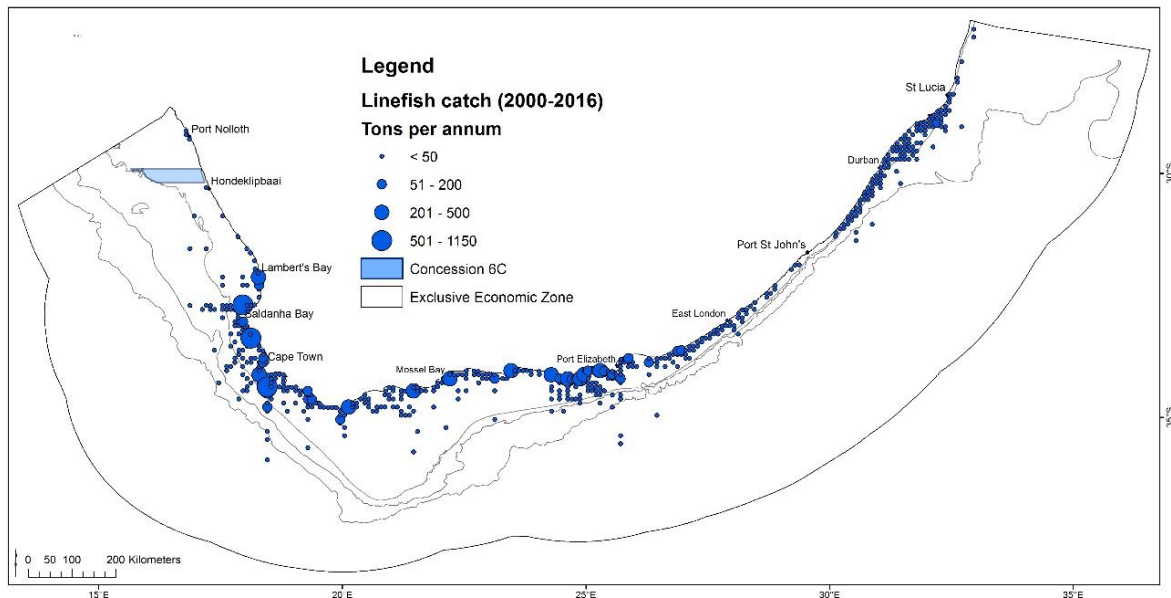 Legend
Linefish catch (2000-2016)
Tons per annum
< 50
51 - 200
201 - 500
501 - 1150
Concession 6C
Exclusive Economic Zone
St Lucia
Port Nolloth
Durban
Hondeklipbaai
30°S
Port St John's
Lambert's Bay
Saldanha Bay
East London
Cape Town
Port Elizabeth
Mossel Bay
35°S
0 50 100 200 Kilometers
15°E 20°E 25°E 30°E 35°E